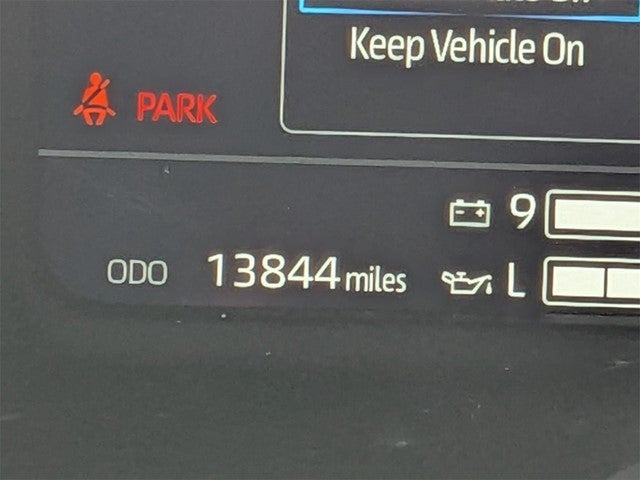 Keep Vehicle On
PARK
9
ODO 13844 miles L